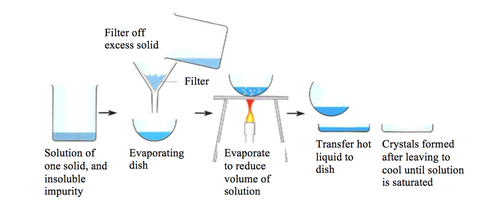 Filter off
excess solid
Filter
Solution of
one solid, and
insoluble
impurity
Evaporating
dish
Evaporate
to reduce
volume of
solution
Transfer hot
liquid to
dish
Crystals formed
after leaving to
cool until solution
is saturated